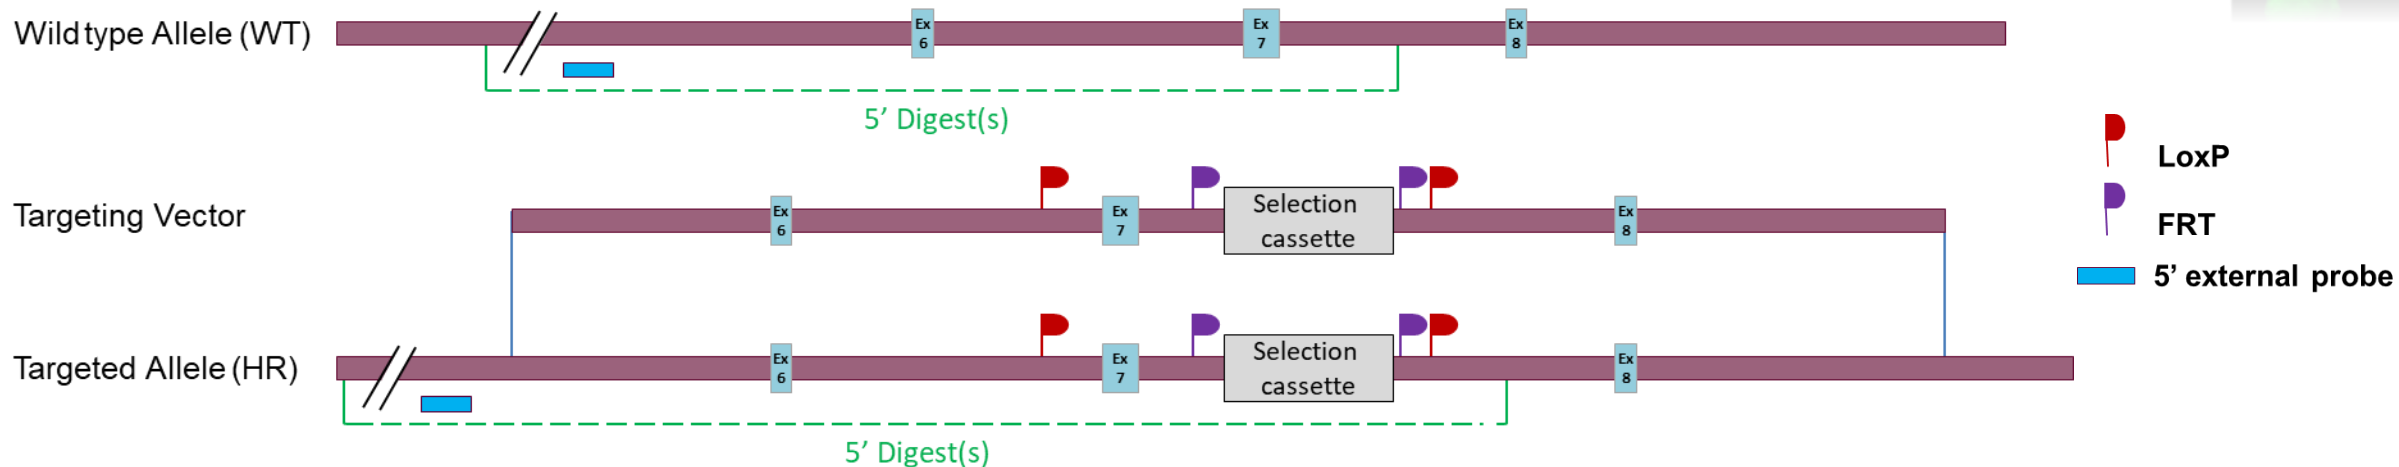 Wild type Allele (WT)
Ex
6
Ex
7
Ex
8
5’ Digest(s)
Targeting Vector
Ex
6
Ex
7
Selection
cassette
Ex
8
LoxP
FRT
5’ external probe
Targeted Allele (HR)
Ex
6
Ex
7
Selection
cassette
Ex
8
5’ Digest(s)